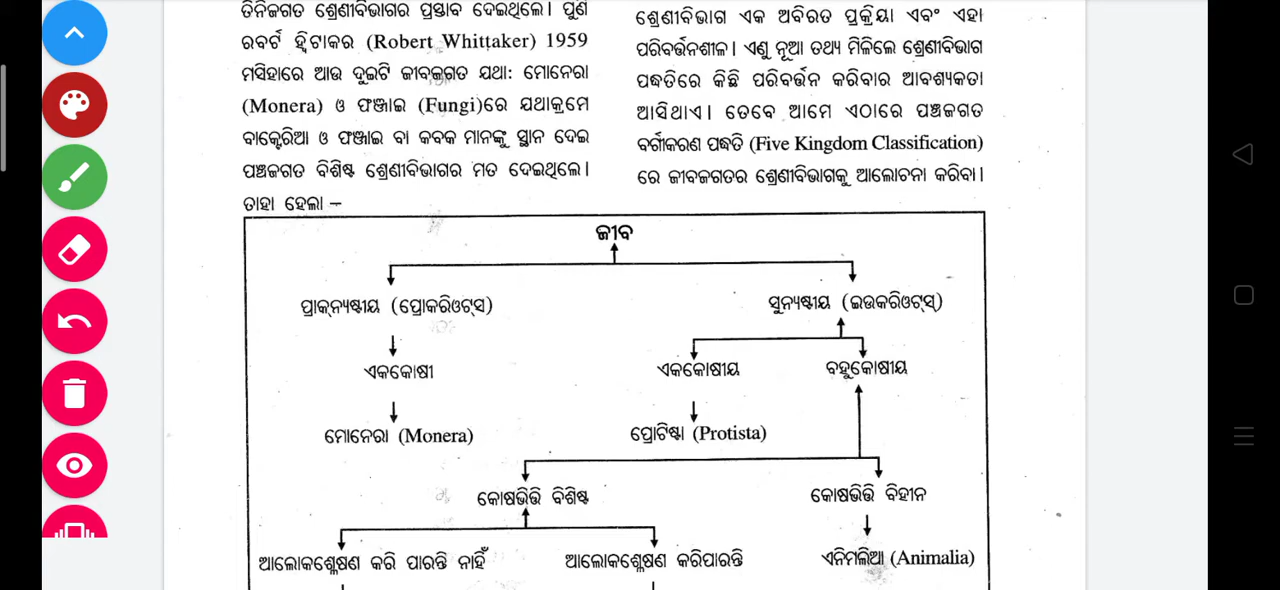 ତିନିଜଗତ ଶ୍ରେଣୀବିଭାଗର ପ୍ରସ୍ତାବ ଦେଇଥିଲେ। ପୁଣି
ରବର୍ଟ ହ୍ଵିଟାକର (Robert Whittaker) 1959
ମସିହାରେ ଆଉ ଦୁଇଟି ଜୀବଜଗତ ଯଥା: ମୋନେରା
(Monera) ଓ ଫଞ୍ଜାଇ (Fungi)ରେ ଯଥାକ୍ରମେ
ବାକ୍ଟେରିଆ ଓ ଫଞ୍ଜାଇ ବା କବକ ମାନଙ୍କୁ ସ୍ଥାନ ଦେଇ
ପଞ୍ଚଜଗତ ବିଶିଷ୍ଟ ଶ୍ରେଣୀବିଭାଗର ମତ ଦେଇଥିଲେ।
ତାହା ହେଲା –
ଶ୍ରେଣୀବିଭାଗ ଏକ ଅବିରତ ପ୍ରକ୍ରିୟା ଏବଂ ଏହା
ପରିବର୍ତ୍ତନଶୀଳ। ଏଣୁ ନୂଆ ତଥ୍ୟ ମିଳିଲେ ଶ୍ରେଣୀବିଭାଗ
ପଦ୍ଧତିରେ କିଛି ପରିବର୍ତ୍ତନ କରିବାର ଆବଶ୍ୟକତା
ଆସିଥାଏ। ତେବେ ଆମେ ଏଠାରେ ପଞ୍ଚଜଗତ
ବର୍ଗୀକରଣ ପଦ୍ଧତି (Five Kingdom Classification)
ରେ ଜୀବଜଗତର ଶ୍ରେଣୀବିଭାଗକୁ ଆଲୋଚନା କରିବା।
ଜୀବ
ପ୍ରାକ୍‌ନ୍ୟଷ୍ଟୀୟ (ପ୍ରୋକରିଓଟ୍‌ସ)
ସୁନ୍ୟଷ୍ଟୀୟ (ଇଉକରିଓଟ୍‌ସ୍)
ଏକକୋଷୀ
ଏକକୋଷୀୟ
ବହୁକୋଷୀୟ
ମୋନେରା (Monera)
ପ୍ରୋଟିଷ୍ଟା (Protista)
କୋଷଭିତ୍ତି ବିଶିଷ୍ଟ
କୋଷଭିତ୍ତି ବିହୀନ
ଆଲୋକଶ୍ଳେଷଣ କରି ପାରନ୍ତି ନାହିଁ
ଆଲୋକଶ୍ଳେଷଣ କରିପାରନ୍ତି
ଏନିମଲିଆ (Animalia)